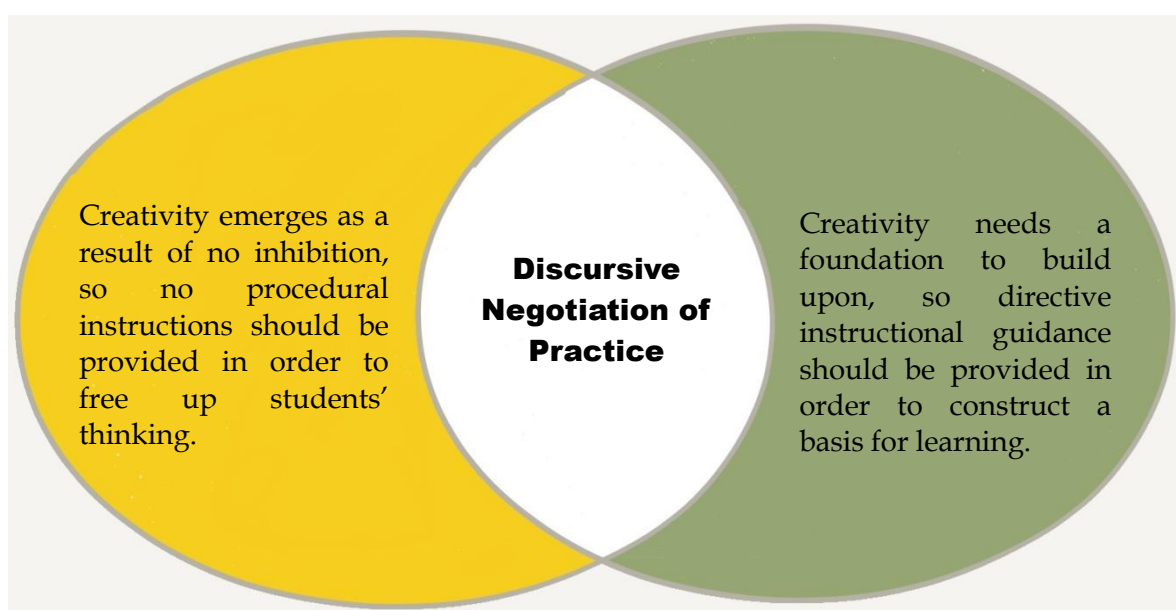 Creativity emerges as a
result of no inhibition,
so no procedural
instructions should be
provided in order to
free up students’
thinking.
Discursive
Negotiation of
Practice
Creativity needs a
foundation to build
upon, so directive
instructional guidance
should be provided in
order to construct a
basis for learning.